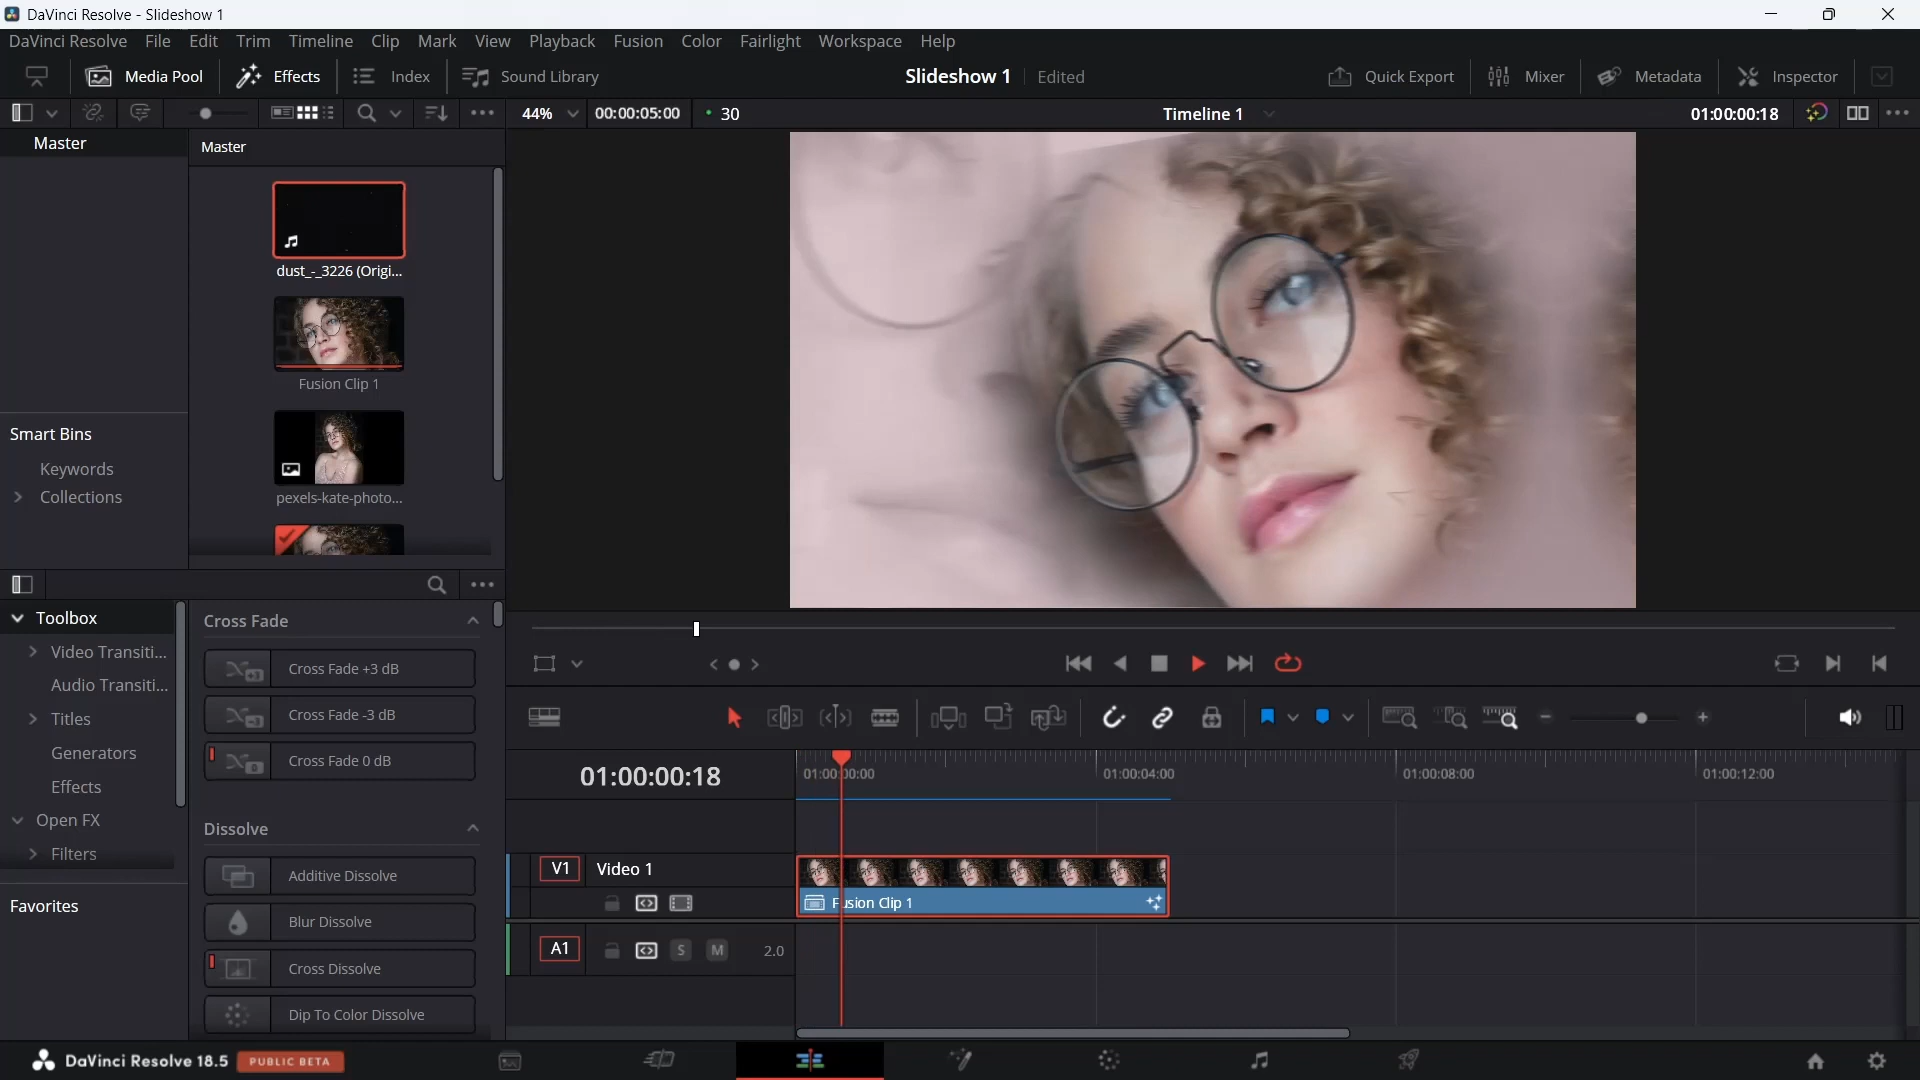 DaVinci Resolve - Slideshow 1
DaVinci Resolve File Edit Trim Timeline Clip Mark View Playback Fusion Color Fairlight Workspace Help
Media Pool Effects Index Sound Library Slideshow 1 Edited Quick Export Mixer Metadata Inspector
44% 00:00:05:00 30 Timeline 1 01:00:00:18
Master
Master
dust_-_3226 (Origi...
Fusion Clip 1
pexels-kate-photo...
Smart Bins
Keywords
Collections
Toolbox
Video Transiti...
Audio Transiti...
Titles
Generators
Effects
Open FX
Filters
Favorites
Cross Fade
Cross Fade +3 dB
Cross Fade -3 dB
Cross Fade 0 dB
Dissolve
Additive Dissolve
Blur Dissolve
Cross Dissolve
Dip To Color Dissolve
01:00:00:18
01:00:00:00 01:00:04:00 01:00:08:00 01:00:12:00
V1 Video 1
Fusion Clip 1
A1 S M 2.0
DaVinci Resolve 18.5 PUBLIC BETA